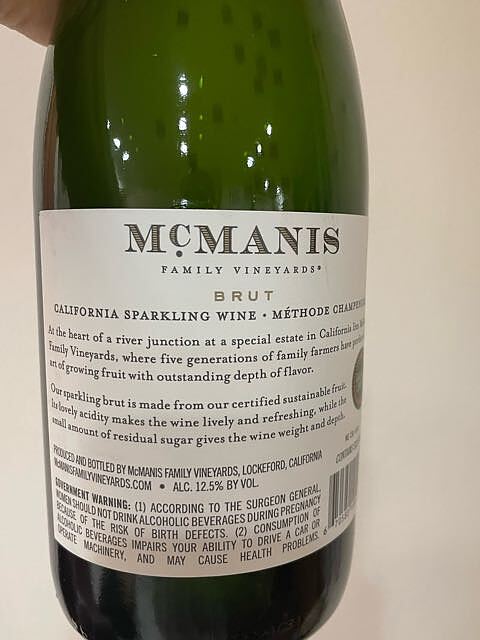 McMANIS
FAMILY VINEYARDS®
BRUT
CALIFORNIA SPARKLING WINE • MÉTHODE
At the heart of a river junction at a special estate in California lies
Family Vineyards, where five generations of family farmers have
art of growing fruit with outstanding depth of flavor.
Our sparkling brut is made from our certified sustainable fruit.
Its lovely acidity makes the wine lively and refreshing, while the
small amount of residual sugar gives the wine weight and depth.
PRODUCED AND BOTTLED BY McMANIS FAMILY VINEYARDS, LOCKEFORD, CALIFORNIA
McMANISFAMILYVINEYARDS.COM • ALC. 12.5% BY VOL.
GOVERNMENT WARNING: (1) ACCORDING TO THE SURGEON GENERAL,
WOMEN SHOULD NOT DRINK ALCOHOLIC BEVERAGES DURING PREGNANCY
BECAUSE OF THE RISK OF BIRTH DEFECTS. (2) CONSUMPTION OF
ALCOHOLIC BEVERAGES IMPAIRS YOUR ABILITY TO DRIVE A CAR OR
OPERATE MACHINERY, AND MAY CAUSE HEALTH PROBLEMS.